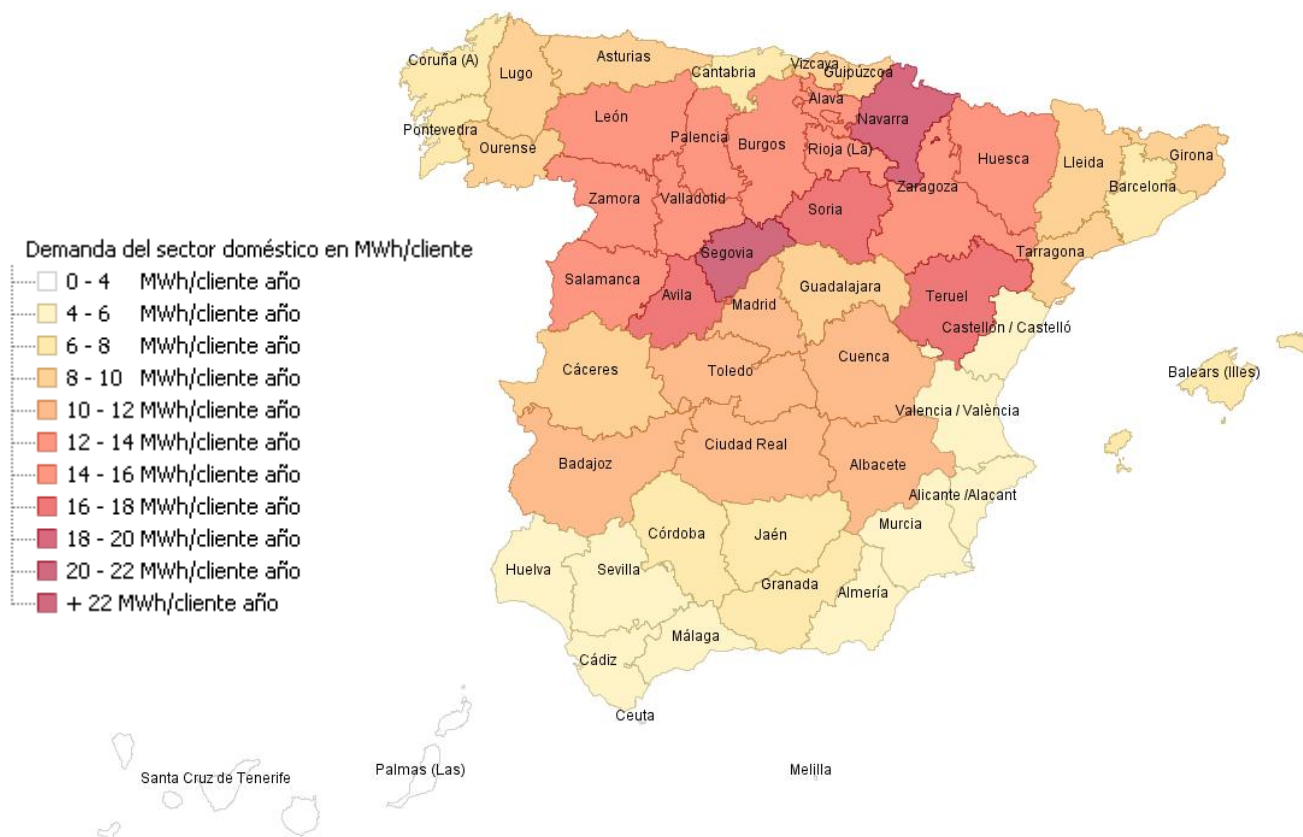 Coruña (A)
Lugo
Asturias
Cantabria
Vizcaya
Guipúzcoa
Alava
Navarra
Pontevedra
Ourense
León
Palencia
Burgos
Rioja (La)
Huesca
Lleida
Girona
Barcelona
Zamora
Valladolid
Soria
Zaragoza
Tarragona
Segovia
Demanda del sector doméstico en MWh/cliente
0 - 4 MWh/cliente año
4 - 6 MWh/cliente año
6 - 8 MWh/cliente año
8 - 10 MWh/cliente año
10 - 12 MWh/cliente año
12 - 14 MWh/cliente año
14 - 16 MWh/cliente año
16 - 18 MWh/cliente año
18 - 20 MWh/cliente año
20 - 22 MWh/cliente año
+ 22 MWh/cliente año
Salamanca
Avila
Madrid
Guadalajara
Teruel
Castellón / Castelló
Cáceres
Toledo
Cuenca
Balears (Illes)
Valencia / València
Badajoz
Ciudad Real
Albacete
Alicante /Alacant
Murcia
Córdoba
Jaén
Huelva
Sevilla
Granada
Almería
Málaga
Cádiz
Ceuta
Santa Cruz de Tenerife
Palmas (Las)
Melilla